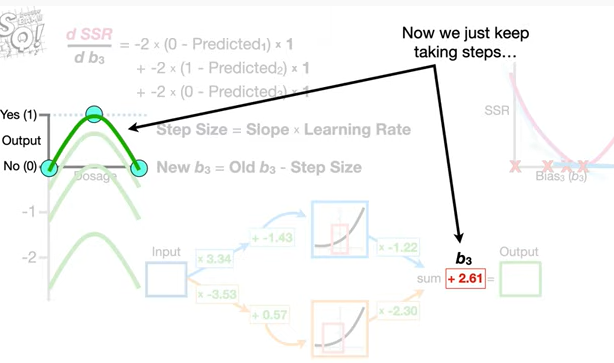 SQ!
Now we just keep
taking steps…
d SSR
d b₃
= -2 × (0 - Predicted₁) × 1
+ -2 × (1 - Predicted₂) × 1
+ -2 × (0 - Predicted₃) × 1
Step Size = Slope × Learning Rate
New b₃ = Old b₃ - Step Size
Yes (1)
Output
No (0)
Dosage
-1
-2
SSR
Bias₃ (b₃)
Input
× 3.34
+ -1.43
× -1.22
× -3.53
+ 0.57
× -2.30
b₃
sum + 2.61 =
Output